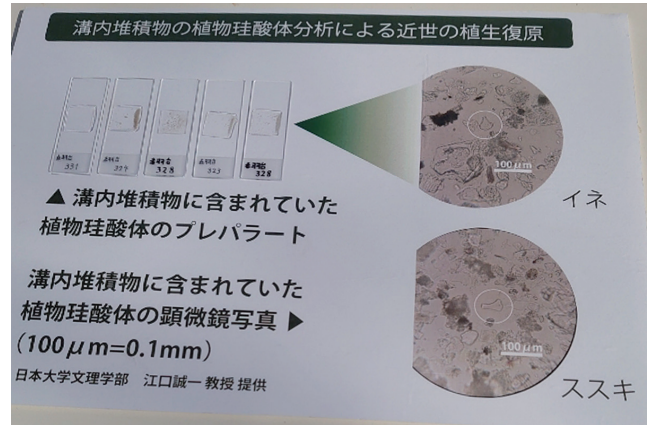 溝内堆積物の植物珪酸体分析による近世の植生復原
328
328
100μm
イネ
▲ 溝内堆積物に含まれていた
植物珪酸体のプレパラート
溝内堆積物に含まれていた
植物珪酸体の顕微鏡写真 ▶
(100μm=0.1mm)
100μm
日本大学文理学部 江口誠一 教授 提供
ススキ